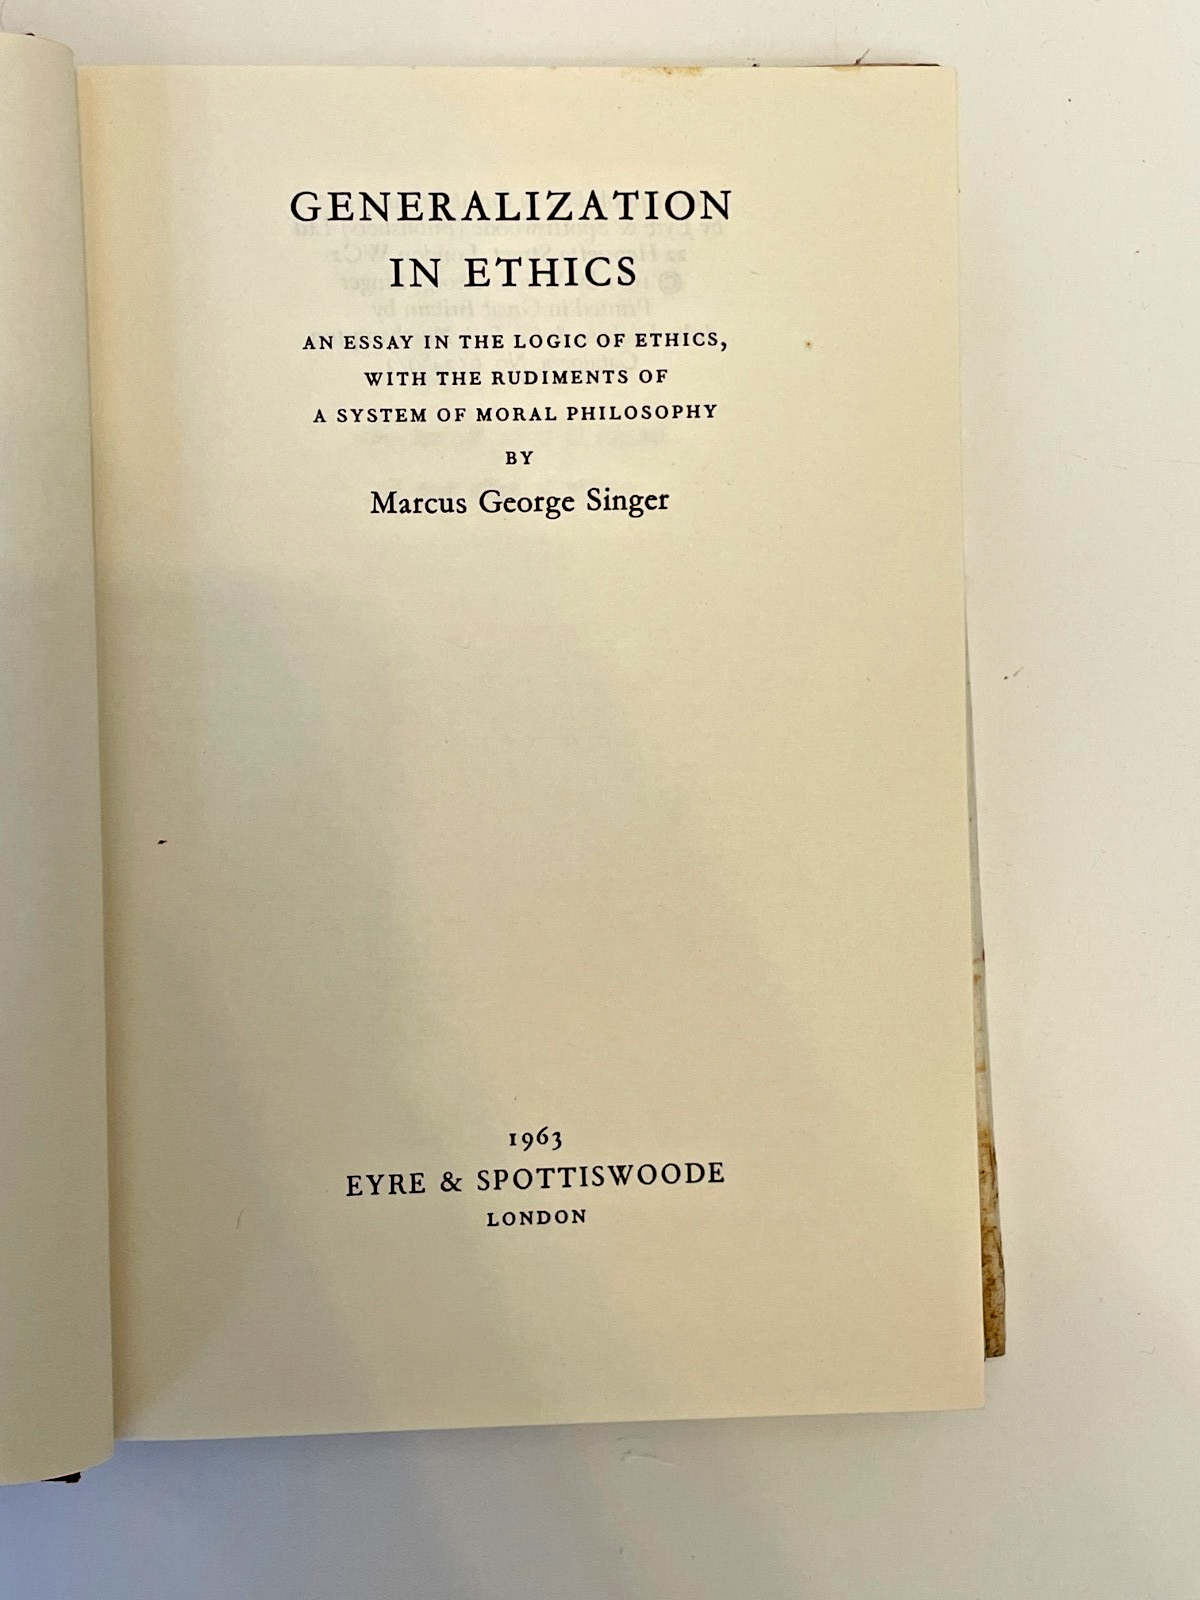 GENERALIZATION
IN ETHICS
AN ESSAY IN THE LOGIC OF ETHICS,
WITH THE RUDIMENTS OF
A SYSTEM OF MORAL PHILOSOPHY
BY
Marcus George Singer
1963
EYRE & SPOTTISWOODE
LONDON